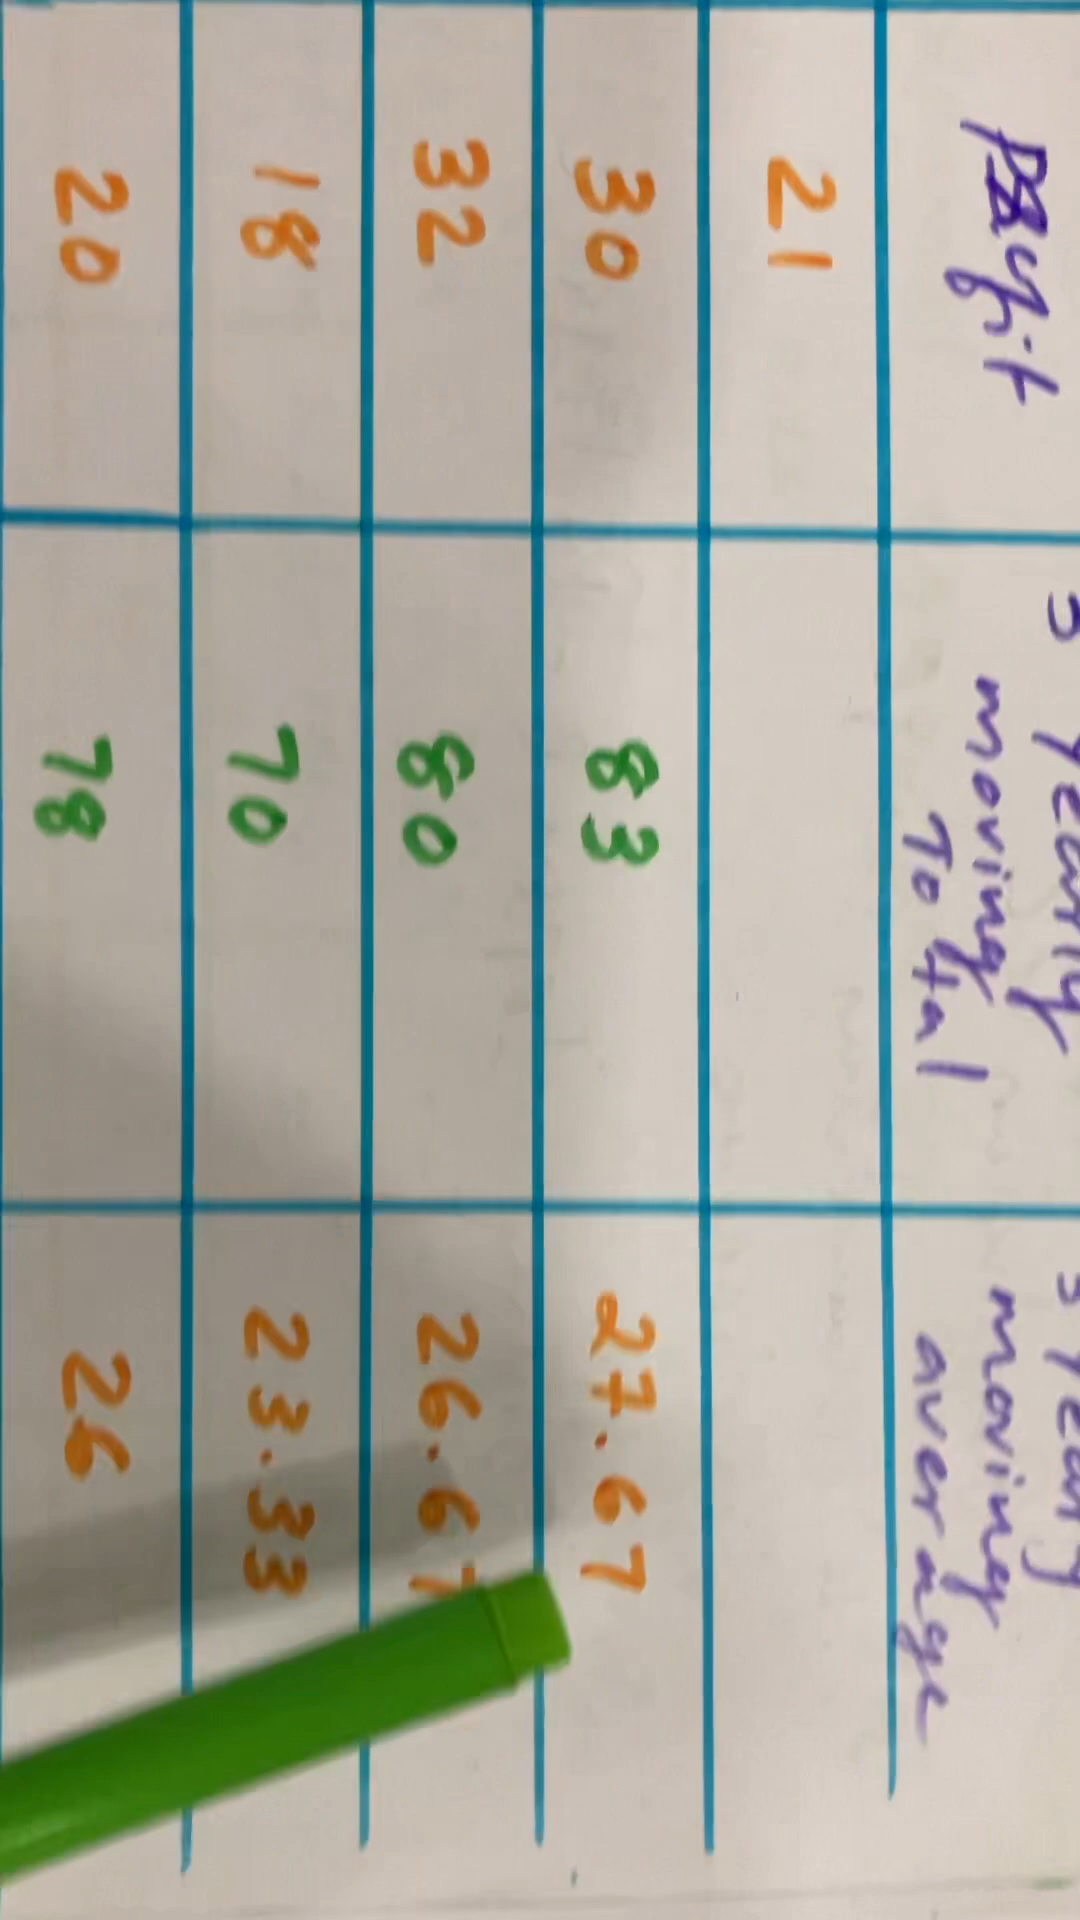 Profit
3 yearly moving Total
3 yearly moving average
21
30 83 27.67
32 80 26.67
18 70 23.33
20 78 26